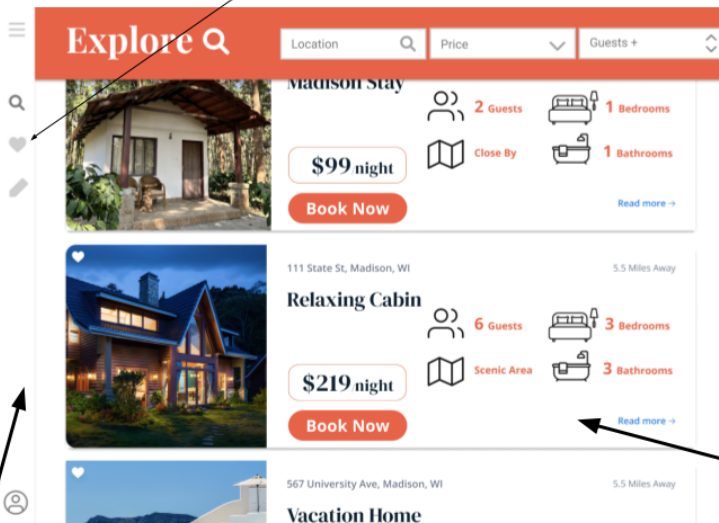 Explore
Location
Price
Guests +
Madison Stay
2 Guests
1 Bedrooms
Close By
1 Bathrooms
$99/night
Book Now
Read more →
111 State St, Madison, WI
5.5 Miles Away
Relaxing Cabin
6 Guests
3 Bedrooms
Scenic Area
3 Bathrooms
$219/night
Book Now
Read more →
567 University Ave, Madison, WI
5.5 Miles Away
Vacation Home